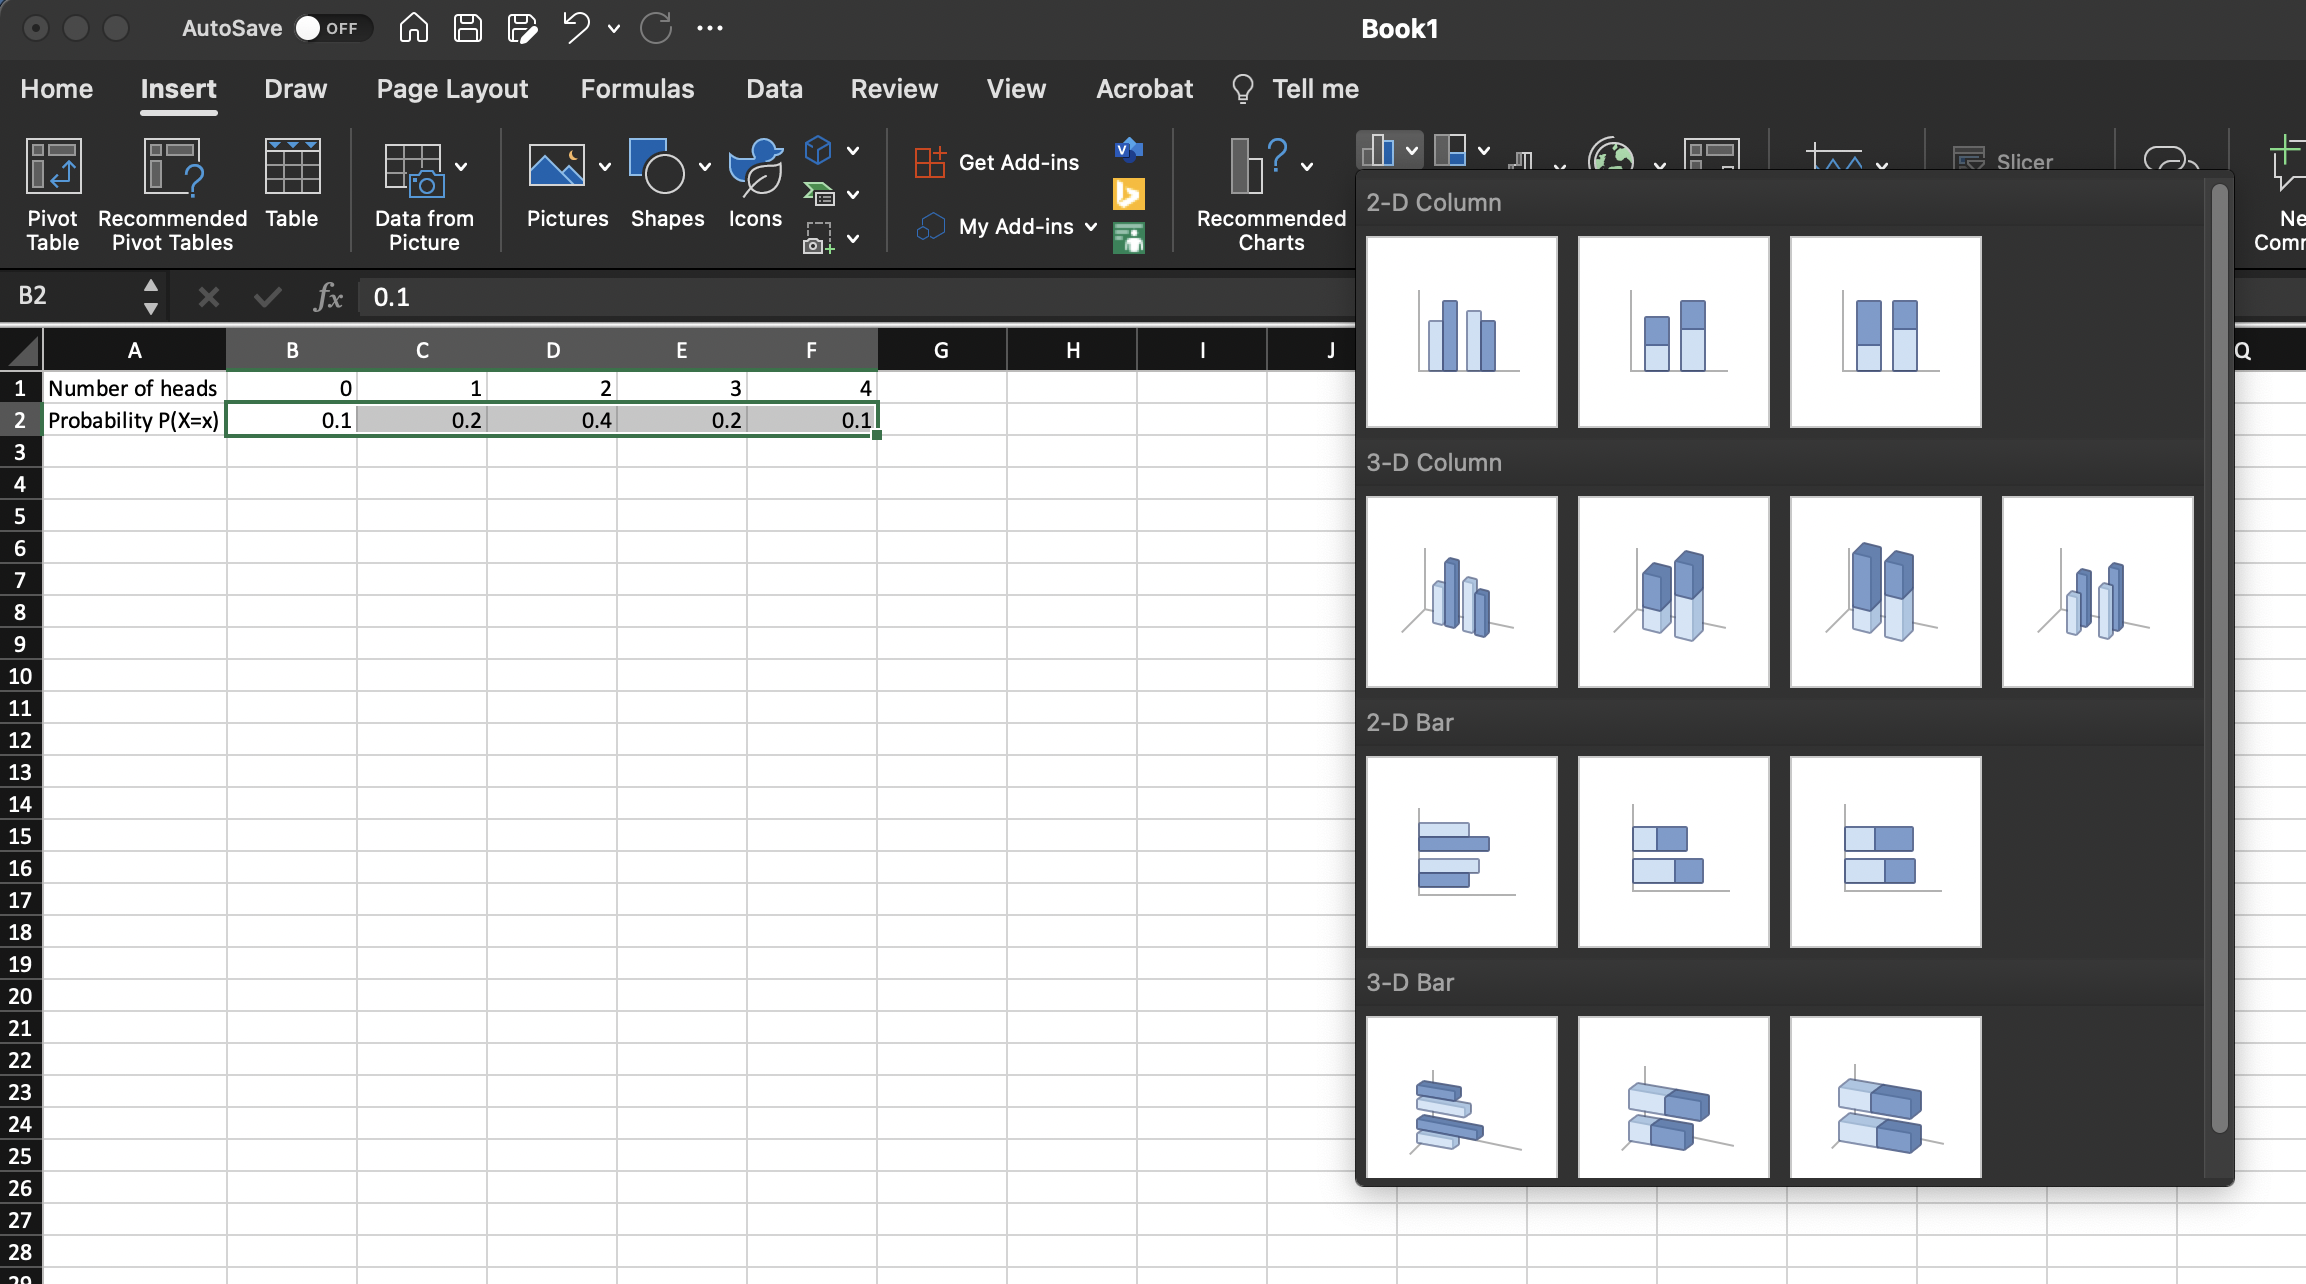 AutoSave OFF
Book1
Home Insert Draw Page Layout Formulas Data Review View Acrobat Tell me
Pivot Table
Recommended Pivot Tables
Table
Data from Picture
Pictures
Shapes
Icons
Get Add-ins
My Add-ins
Recommended Charts
Slicer
B2
fx 0.1
A B C D E F G H I J Q
1 Number of heads 0 1 2 3 4
2 Probability P(X=x) 0.1 0.2 0.4 0.2 0.1
3
4
5
6
7
8
9
10
11
12
13
14
15
16
17
18
19
20
21
22
23
24
25
26
27
28
29
2-D Column
3-D Column
2-D Bar
3-D Bar